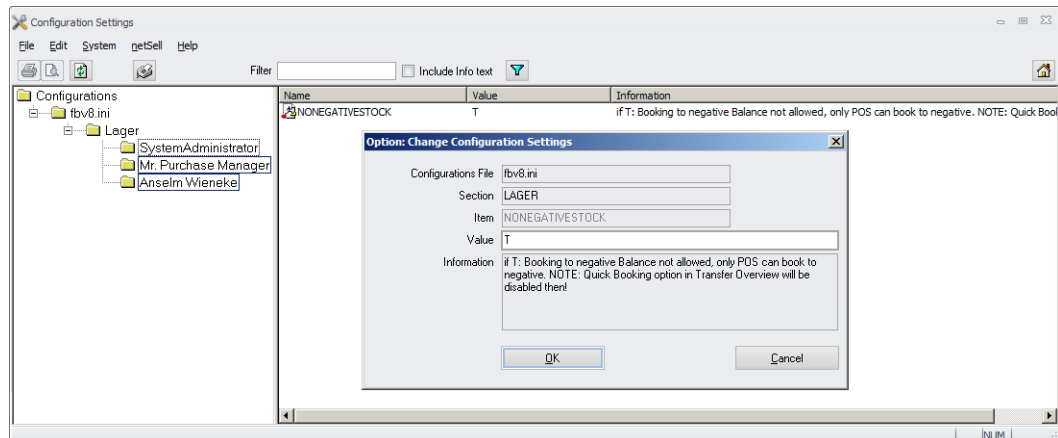 Configuration Settings
File Edit System netSell Help
Filter Include Info text
Configurations
fbv8.ini
Lager
SystemAdministrator
Mr. Purchase Manager
Anselm Wieneke
Name Value Information
NONEGATIVESTOCK T if T: Booking to negative Balance not allowed, only POS can book to negative. NOTE: Quick Bool
Option: Change Configuration Settings
Configurations File fbv8.ini
Section LAGER
Item NONEGATIVESTOCK
Value T
Information if T: Booking to negative Balance not allowed, only POS can book to
negative. NOTE: Quick Booking option in Transfer Overview will be
disabled then!
OK Cancel
NUM